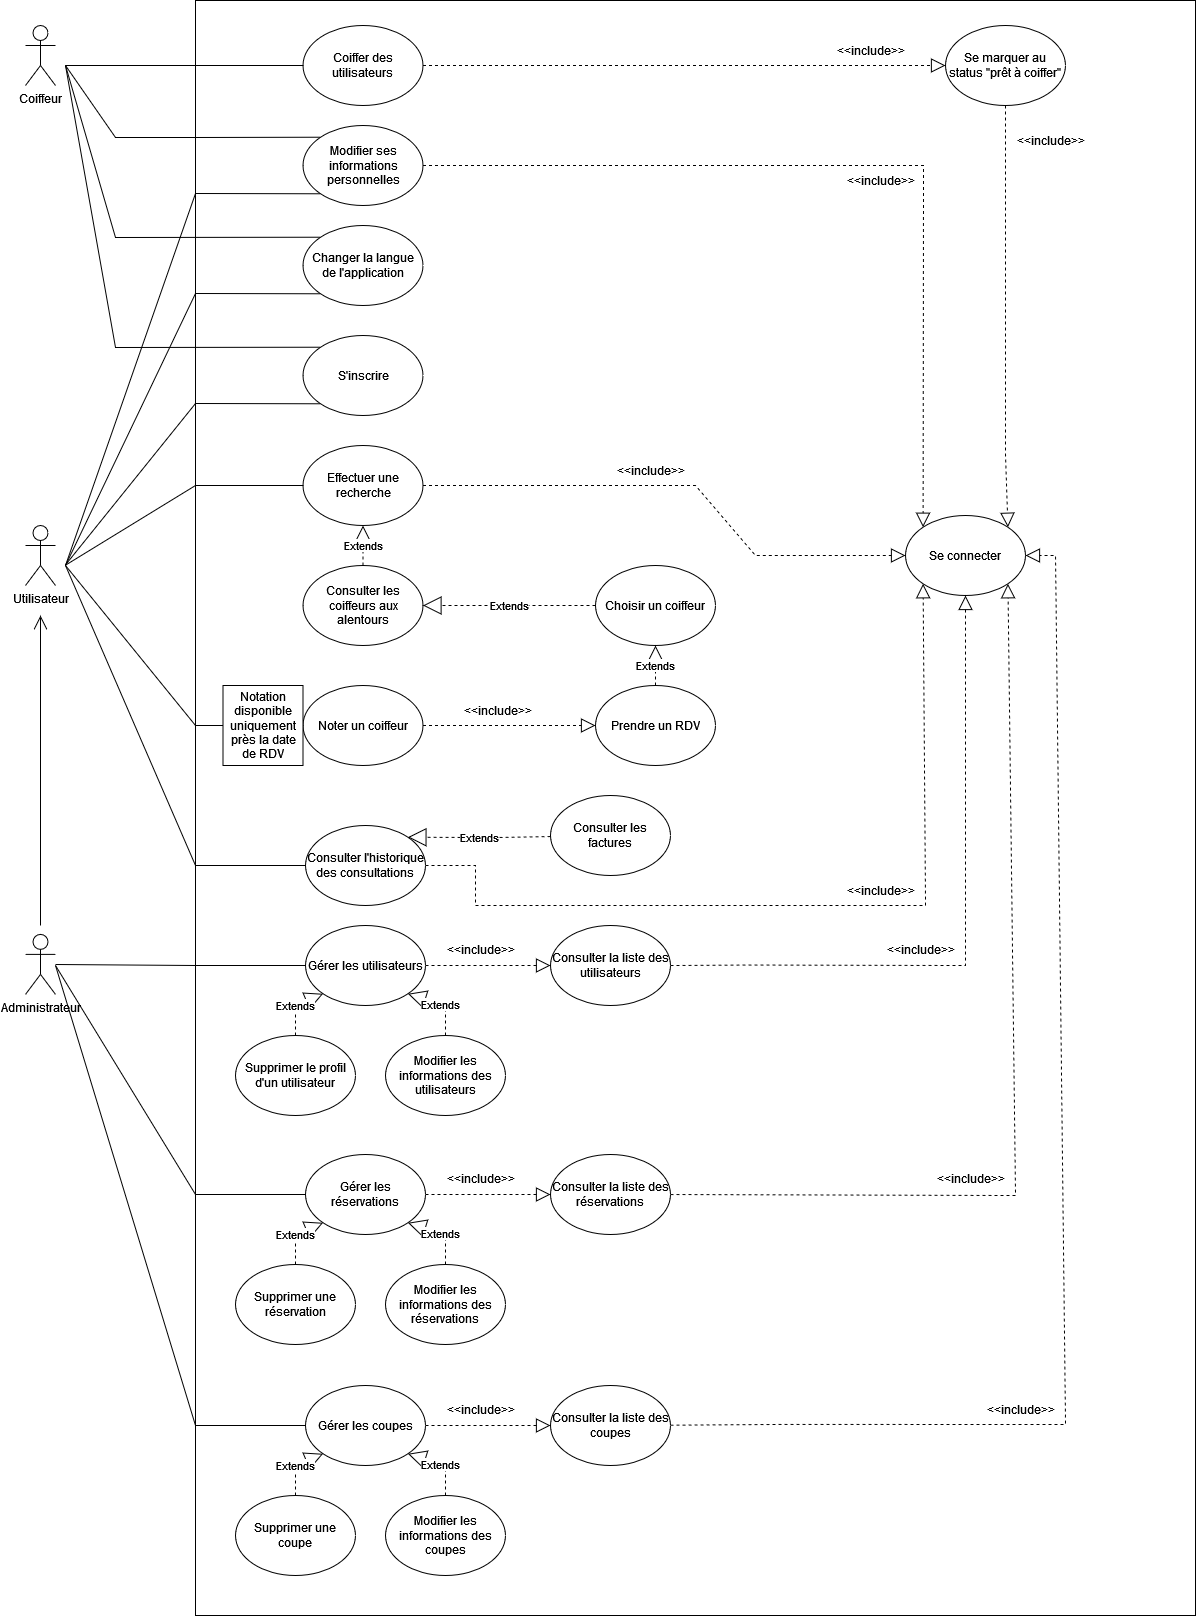 Coiffeur
Coiffer des
utilisateurs
<<include>>
Se marquer au
status "prêt à coiffer"
<<include>>
Modifier ses
informations
personnelles
<<include>>
Changer la langue
de l'application
S'inscrire
Effectuer une
recherche
<<include>>
Se connecter
Utilisateur
Extends
Consulter les
coiffeurs aux
alentours
Extends
Choisir un coiffeur
Extends
Notation
disponible
uniquement
près la date
de RDV
Noter un coiffeur
<<include>>
Prendre un RDV
Consulter l'historique
des consultations
Extends
Consulter les
factures
<<include>>
Administrateur
Gérer les utilisateurs
<<include>>
Consulter la liste des
utilisateurs
<<include>>
Extends
Extends
Supprimer le profil
d'un utilisateur
Modifier les
informations des
utilisateurs
Gérer les
réservations
<<include>>
Consulter la liste des
réservations
<<include>>
Extends
Extends
Supprimer une
réservation
Modifier les
informations des
réservations
Gérer les coupes
<<include>>
Consulter la liste des
coupes
<<include>>
Extends
Extends
Supprimer une
coupe
Modifier les
informations des
coupes